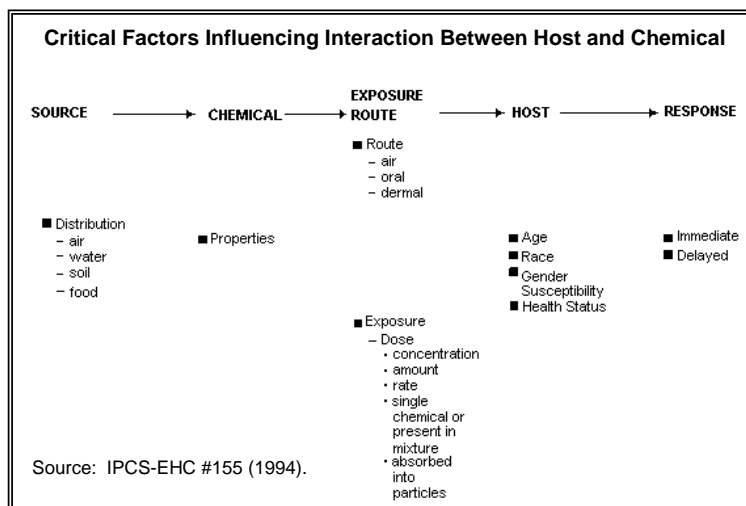 Critical Factors Influencing Interaction Between Host and Chemical
SOURCE
CHEMICAL
EXPOSURE
ROUTE
HOST
RESPONSE
■ Distribution
– air
– water
– soil
– food
■ Properties
■ Route
– air
– oral
– dermal
■ Exposure
– Dose
· concentration
· amount
· rate
· single
chemical or
present in
mixture
· absorbed
into
particles
■ Age
■ Race
■ Gender
Susceptibility
■ Health Status
■ Immediate
■ Delayed
Source: IPCS-EHC #155 (1994).